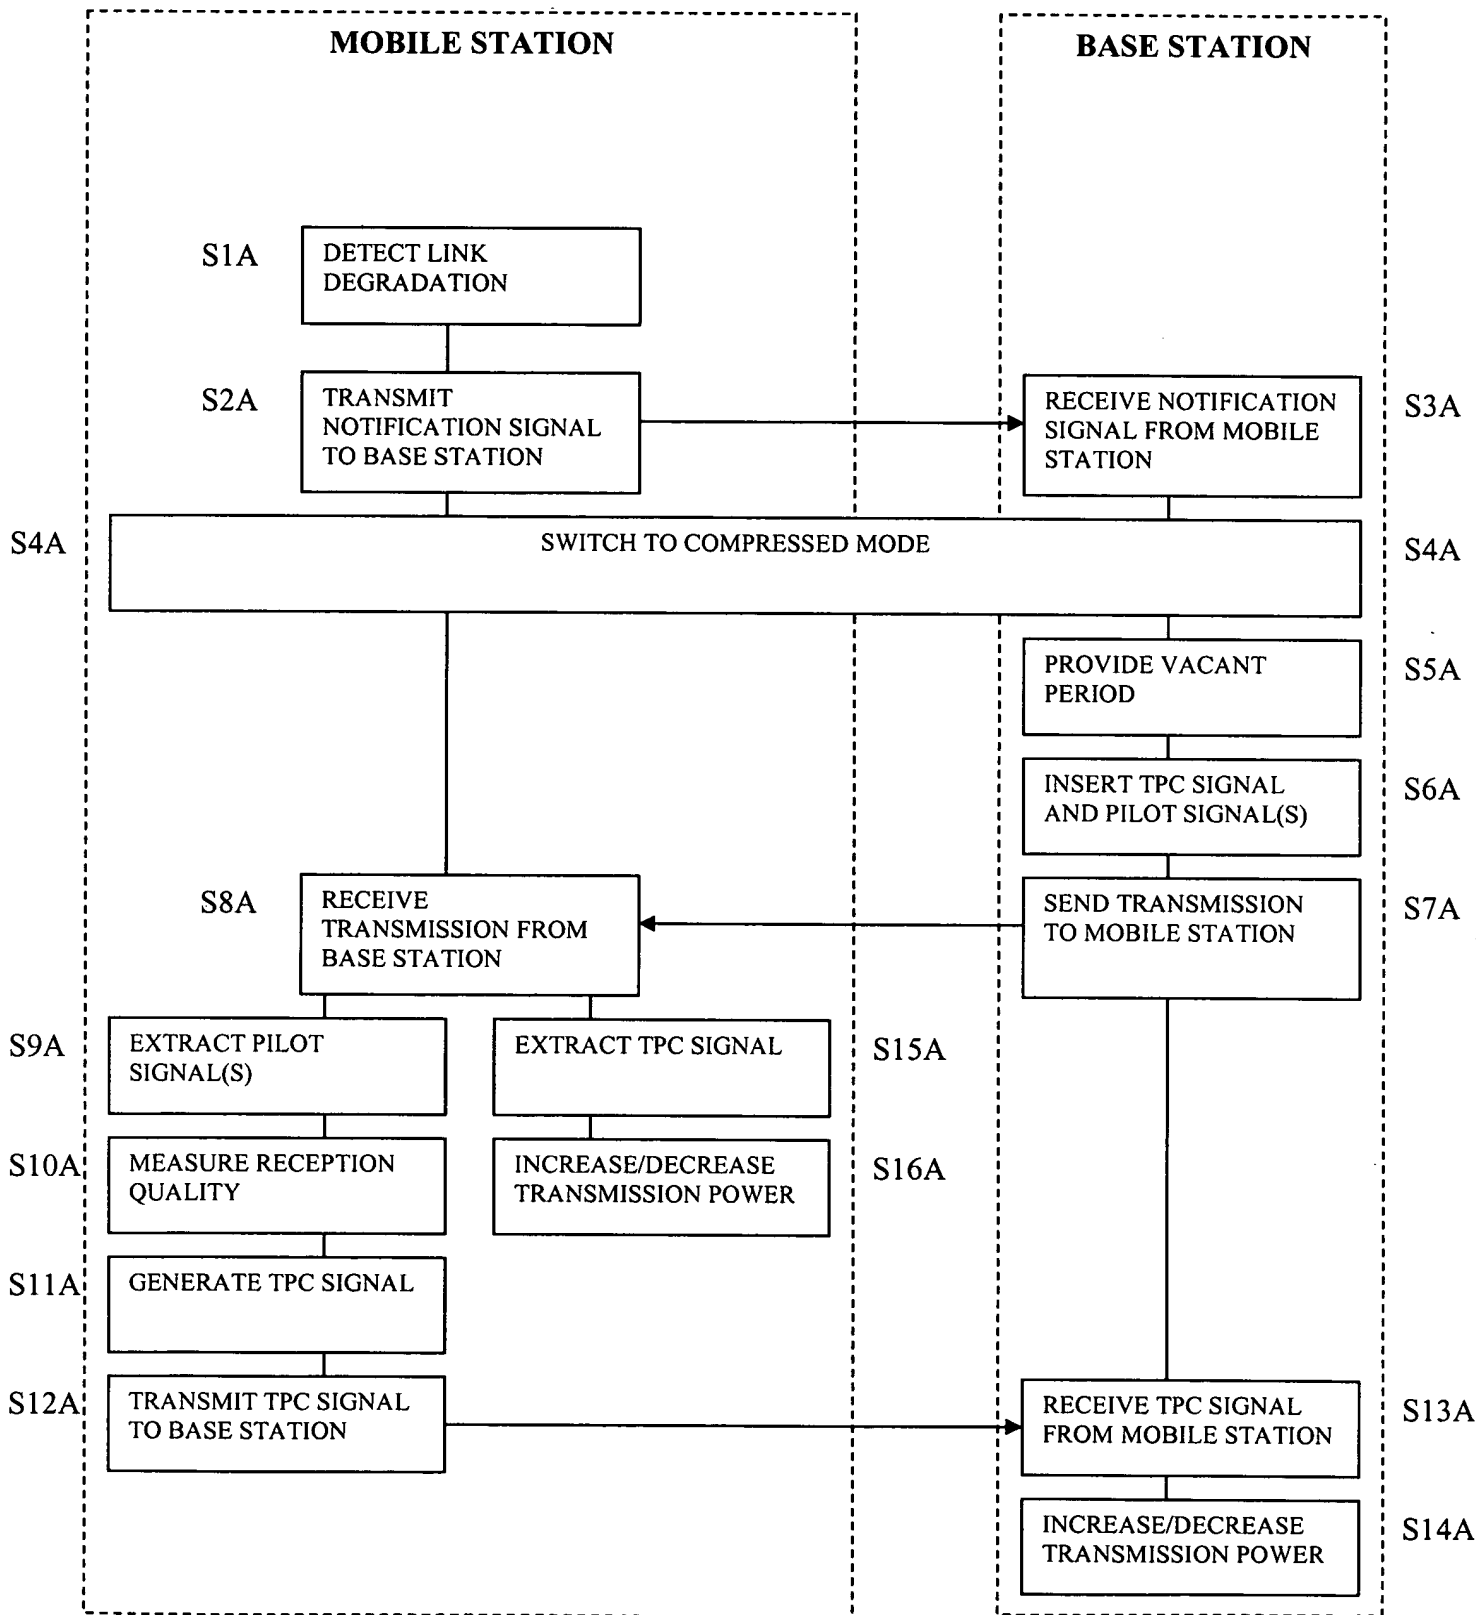 MOBILE STATION
BASE STATION
S1A
DETECT LINK
DEGRADATION
S2A
TRANSMIT
NOTIFICATION SIGNAL
TO BASE STATION
RECEIVE NOTIFICATION
SIGNAL FROM MOBILE
STATION
S3A
S4A
SWITCH TO COMPRESSED MODE
S4A
PROVIDE VACANT
PERIOD
S5A
INSERT TPC SIGNAL
AND PILOT SIGNAL(S)
S6A
S8A
RECEIVE
TRANSMISSION FROM
BASE STATION
SEND TRANSMISSION
TO MOBILE STATION
S7A
S9A
EXTRACT PILOT
SIGNAL(S)
EXTRACT TPC SIGNAL
S15A
S10A
MEASURE RECEPTION
QUALITY
INCREASE/DECREASE
TRANSMISSION POWER
S16A
S11A
GENERATE TPC SIGNAL
S12A
TRANSMIT TPC SIGNAL
TO BASE STATION
RECEIVE TPC SIGNAL
FROM MOBILE STATION
S13A
INCREASE/DECREASE
TRANSMISSION POWER
S14A